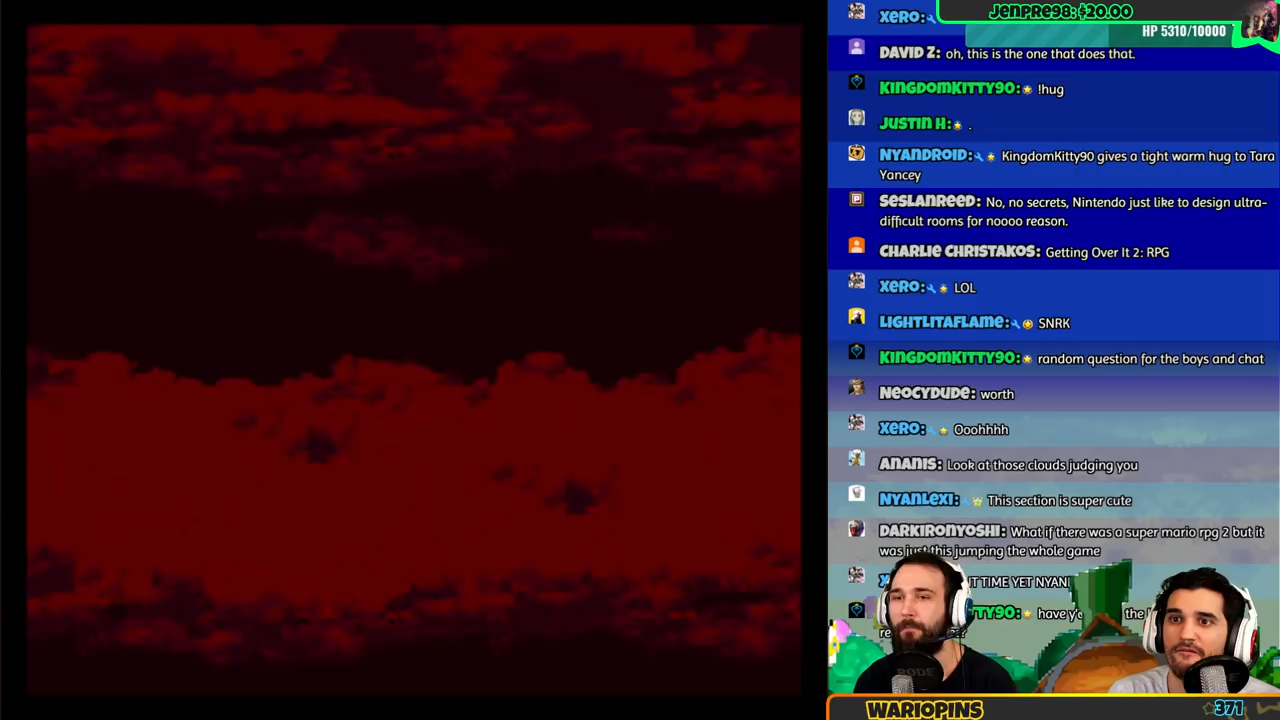 JENPRE98: $20.00
HP 5310/10000
XERO:
DAVID Z: oh, this is the one that does that.
KINGDOMKITTY90: !hug
JUSTIN H: .
NYANDROID: KingdomKitty90 gives a tight warm hug to Tara
Yancey
SESLANREED: No, no secrets, Nintendo just like to design ultra-
difficult rooms for noooo reason.
CHARLIE CHRISTAKOS: Getting Over It 2: RPG
XERO: LOL
LIGHTLITAFLAME: SNRK
KINGDOMKITTY90: random question for the boys and chat
NEOCYDUDE: worth
XERO: Ooohhhh
ANANIS: Look at those clouds judging you
NYANLEXI: This section is super cute
DARKIRONYOSHI: What if there was a super mario rpg 2 but it
was just this jumping the whole game
TIME YET NYAN!
TTY90: have the
RODE
WARIOPINS
371